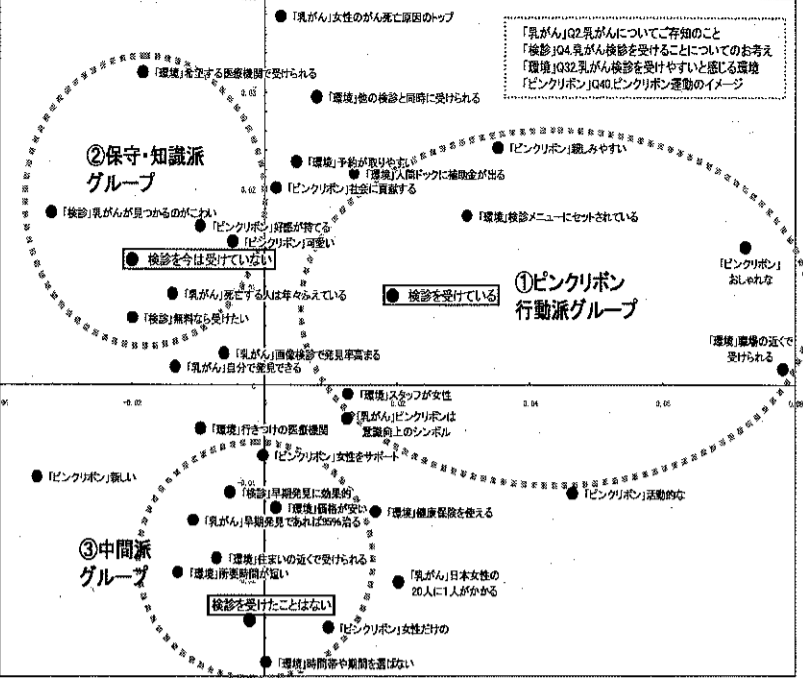 「乳がん」女性のがん死亡原因のトップ
「乳がん」Q2.乳がんについてご存知のこと
「検診」Q4.乳がん検診を受けることについてのお考え
「環境」Q32.乳がん検診を受けやすいと感じる環境
「ピンクリボン」Q40.ピンクリボン運動のイメージ
「環境」希望する医療機関で受けられる
0.03
「環境」他の検診と同時に受けられる
②保守・知識派
グループ
「環境」予約が取りやすい
「ピンクリボン」親しみやすい
「環境」人間ドックに補助金が出る
0.02
「ピンクリボン」社会に貢献する
「検診」乳がんが見つかるのがこわい
「環境」検診メニューにセットされている
「ピンクリボン」好感が持てる
「ピンクリボン」可愛い
検診を今は受けていない
「ピンクリボン」
おしゃれな
①ピンクリボン
行動派グループ
検診を受けている
「乳がん」死亡する人は年々ふえている
「検診」無料なら受けたい
「環境」職場の近くで
受けられる
「乳がん」画像検診で発見率高まる
「乳がん」自分で発見できる
0
「環境」スタッフが女性
-0.02
0
0.02
0.04
0.06
0.08
「乳がん」ピンクリボンは
意識向上のシンボル
「環境」行きつけの医療機関
「ピンクリボン」女性をサポート
「ピンクリボン」新しい
-0.01
「検診」早期発見に効果的
「ピンクリボン」活動的な
「環境」価格が安い
「環境」健康保険を使える
「乳がん」早期発見であれば95%治る
③中間派
グループ
「環境」住まいの近くで受けられる
「環境」所要時間が短い
「乳がん」日本女性の
20人に1人がかかる
検診を受けたことはない
「ピンクリボン」女性だけの
「環境」時間帯や期間を選ばない